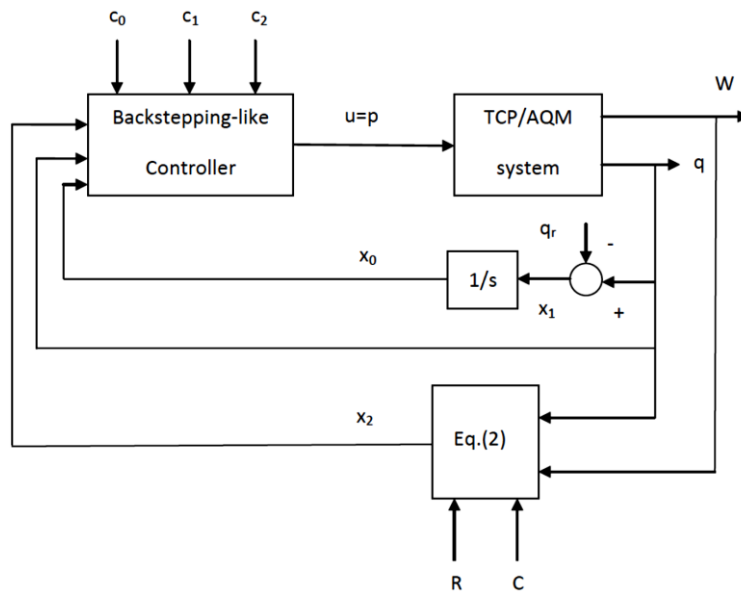 c₀ c₁ c₂
W
Backstepping-like
Controller
u=p
TCP/AQM
system
q
qᵣ
-
x₀
1/s
x₁
+
x₂
Eq.(2)
R C